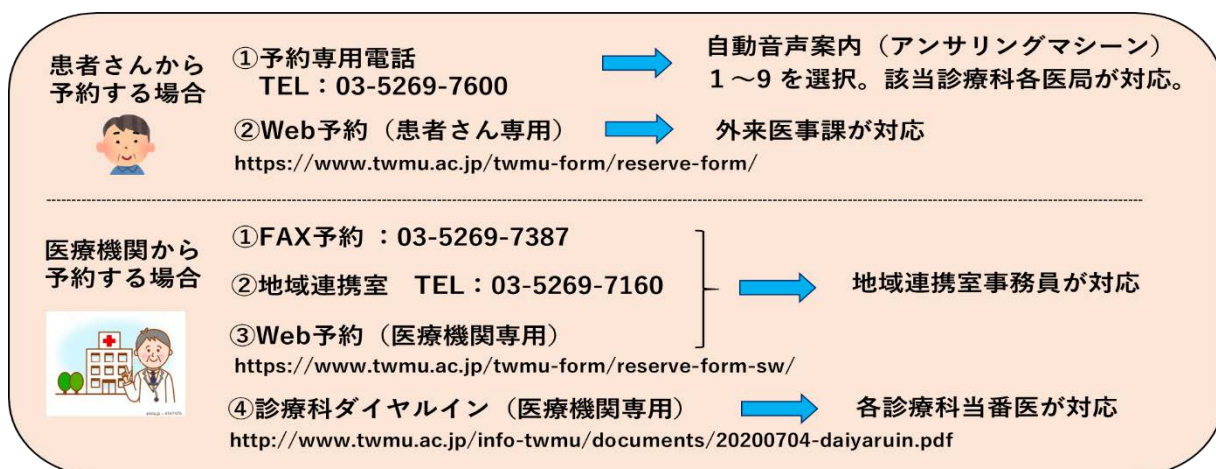 患者さんから
予約する場合
①予約専用電話
TEL：03-5269-7600
自動音声案内（アンサリングマシーン）
1～9 を選択。該当診療科各医局が対応。
②Web予約（患者さん専用）
外来医事課が対応
https://www.twmu.ac.jp/twmu-form/reserve-form/
医療機関から
予約する場合
①FAX予約 ：03-5269-7387
②地域連携室　TEL：03-5269-7160
地域連携室事務員が対応
③Web予約（医療機関専用）
https://www.twmu.ac.jp/twmu-form/reserve-form-sw/
④診療科ダイヤルイン（医療機関専用）
各診療科当番医が対応
http://www.twmu.ac.jp/info-twmu/documents/20200704-daiyaruin.pdf